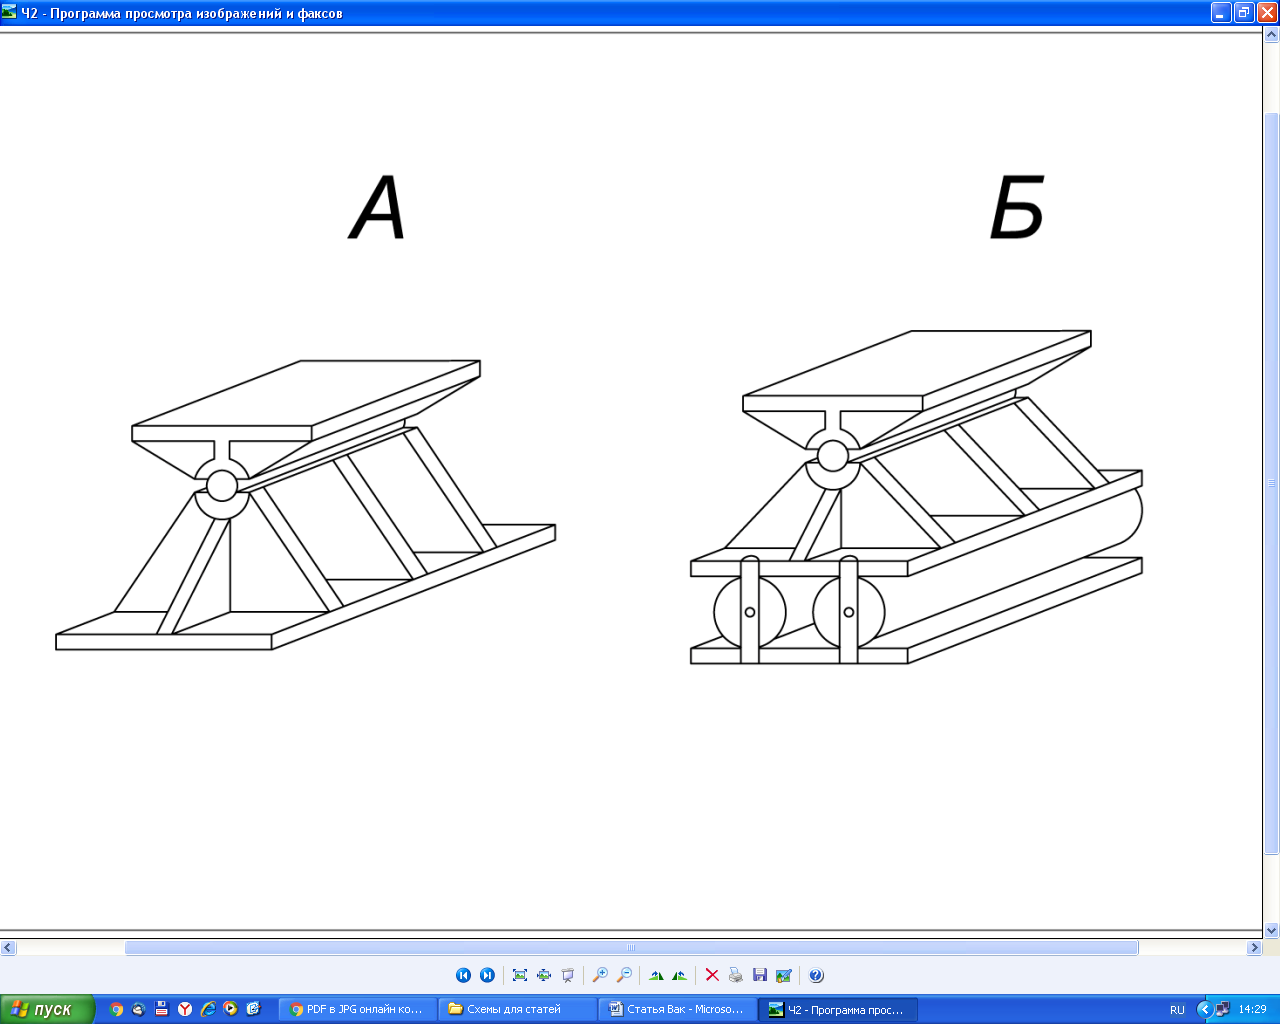 Ч2 - Программа просмотра изображений и факсов
А
Б
пуск
PDF в JPG онлайн ко...
Схемы для статей
Статья Вак - Microso...
Ч2 - Программа прос...
RU
14:29